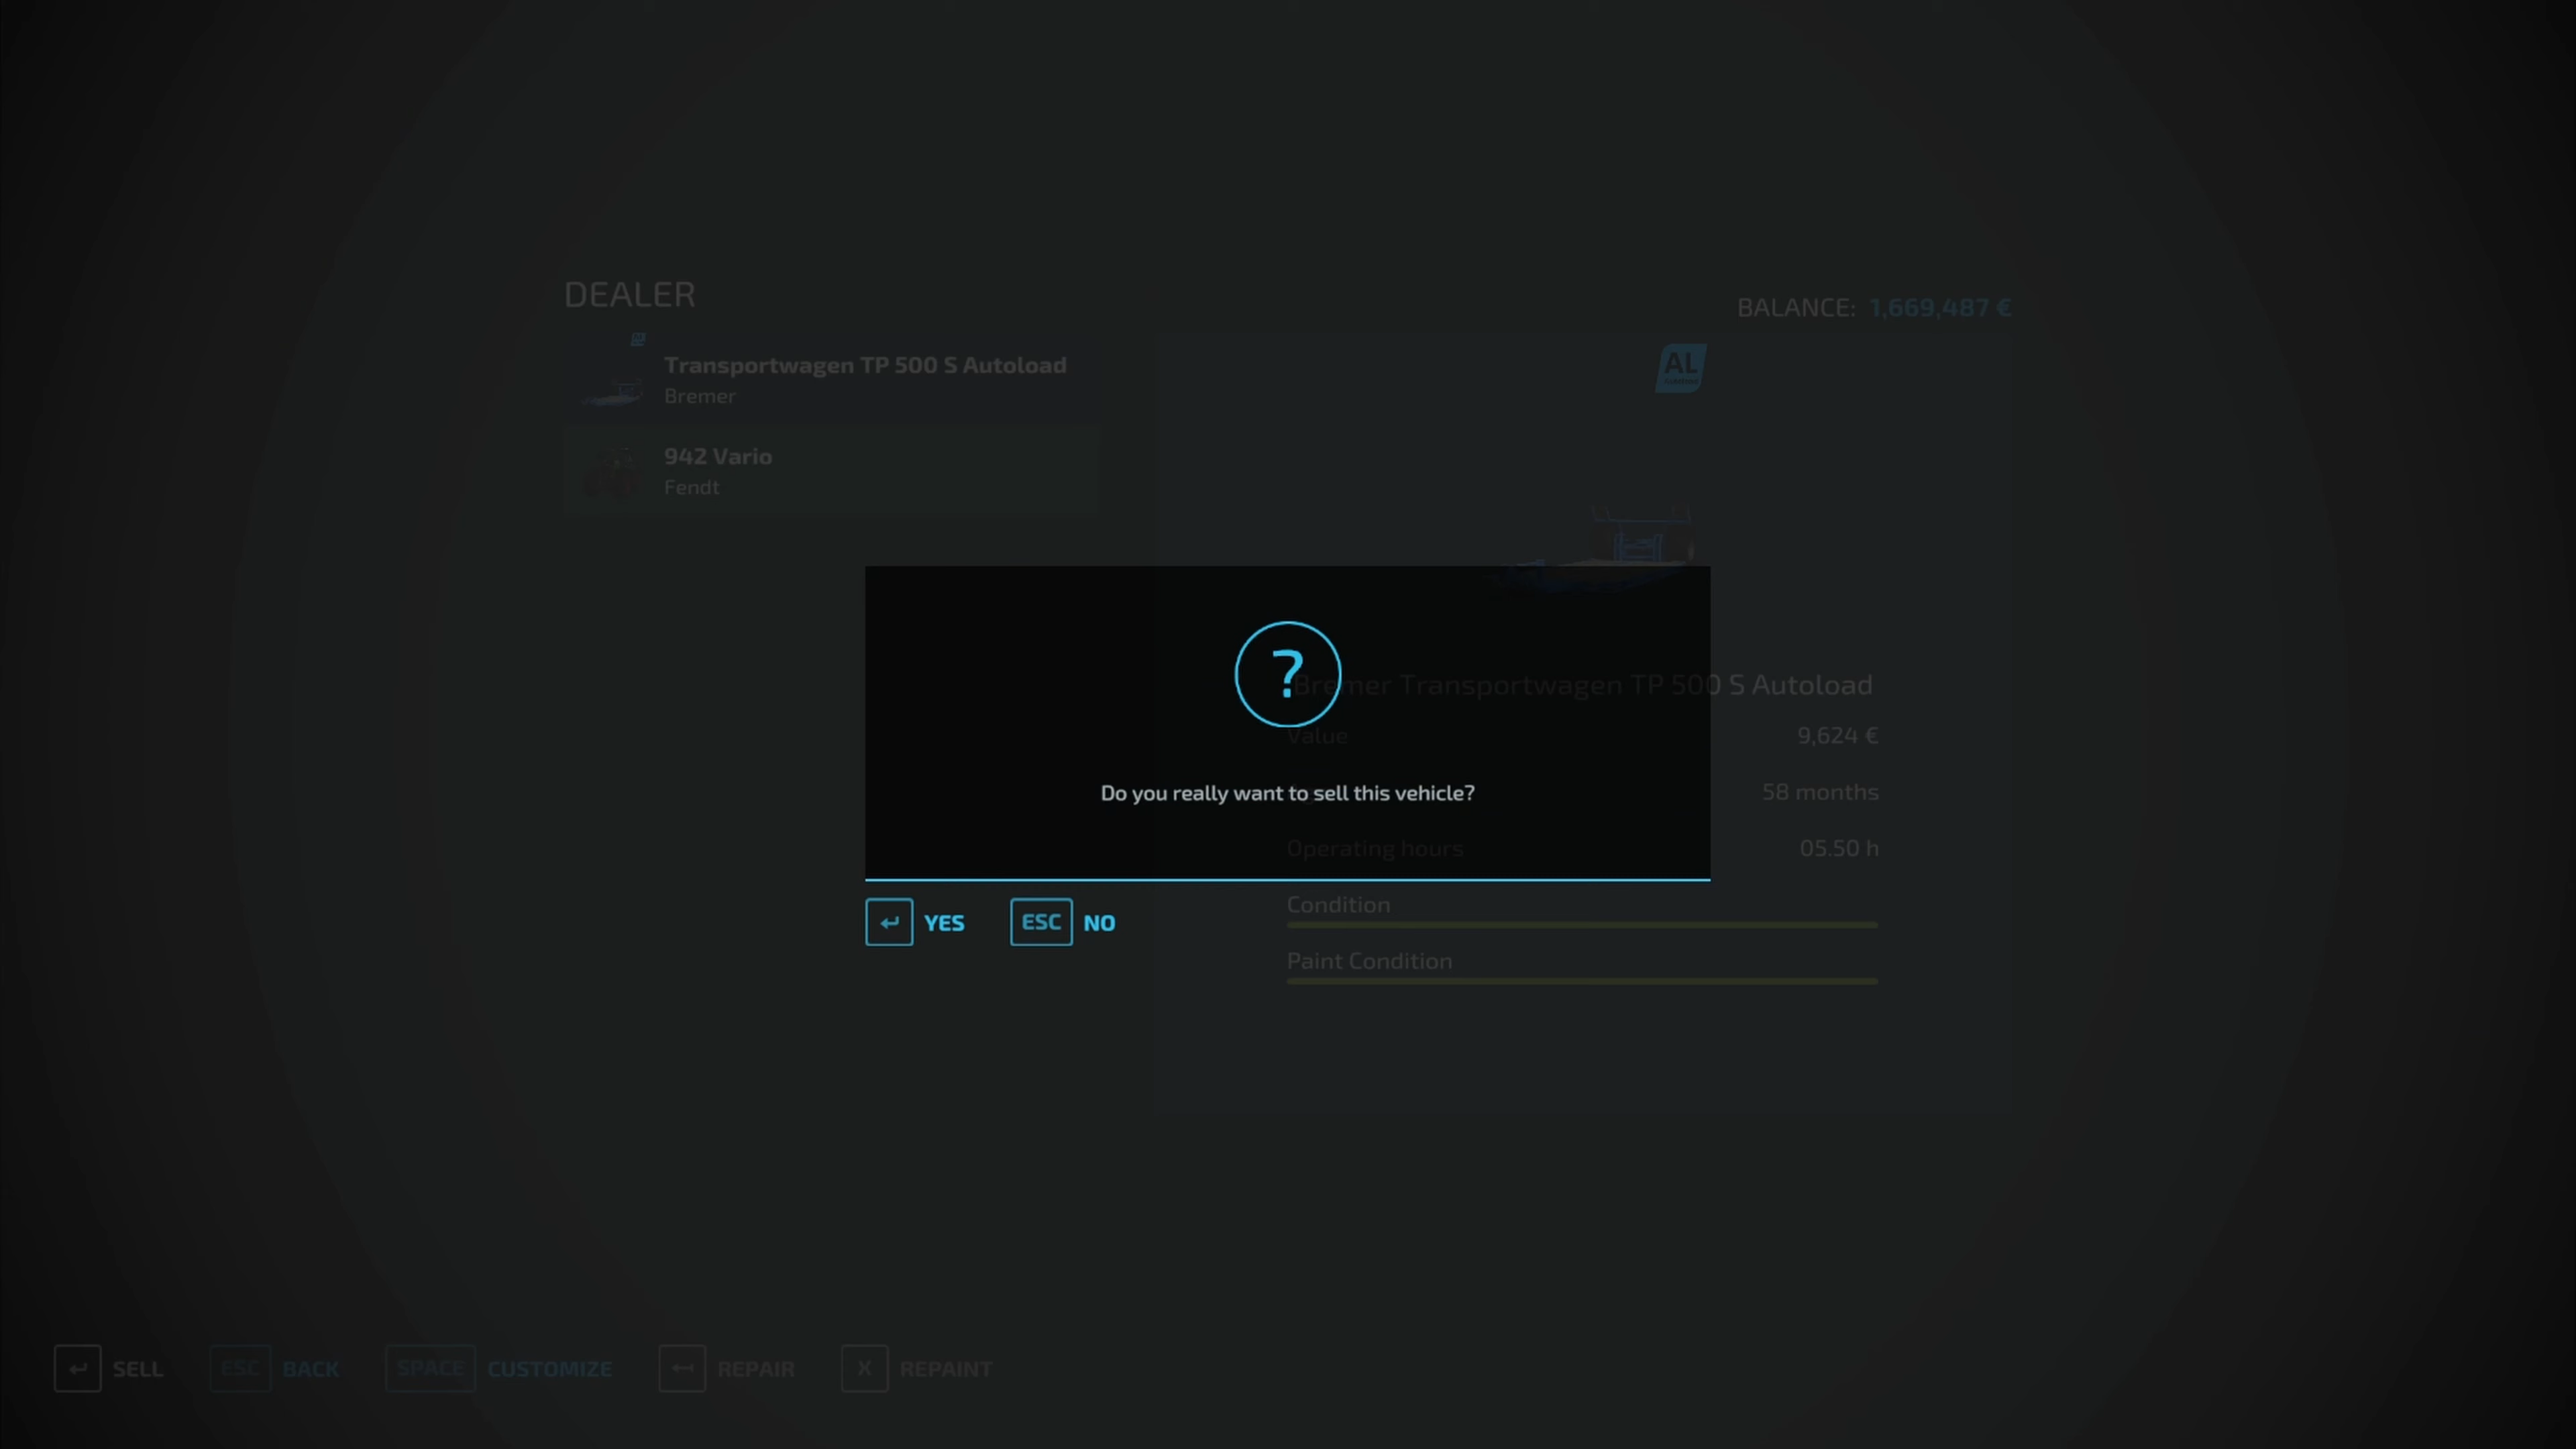 DEALER
BALANCE: 1,669,487 €
Transportwagen TP 500 S Autoload
Bremer
942 Vario
Fendt
AL
?
Bremer Transportwagen TP 500 S Autoload
Value 9,624 €
Do you really want to sell this vehicle?
58 months
Operating hours 05.50 h
Condition
Paint Condition
YES ESC NO
SELL ESC BACK SPACE CUSTOMIZE REPAIR X REPAINT